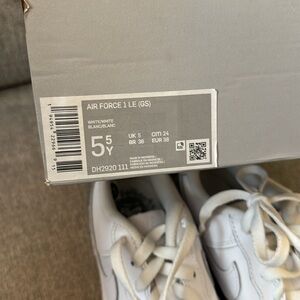 AIR FORCE 1 LE (GS)
WHITE/WHITE
BLANC/BLANC
5.5Y
UK 5 CM 24
BR 36 EUR 38
DH2920 111